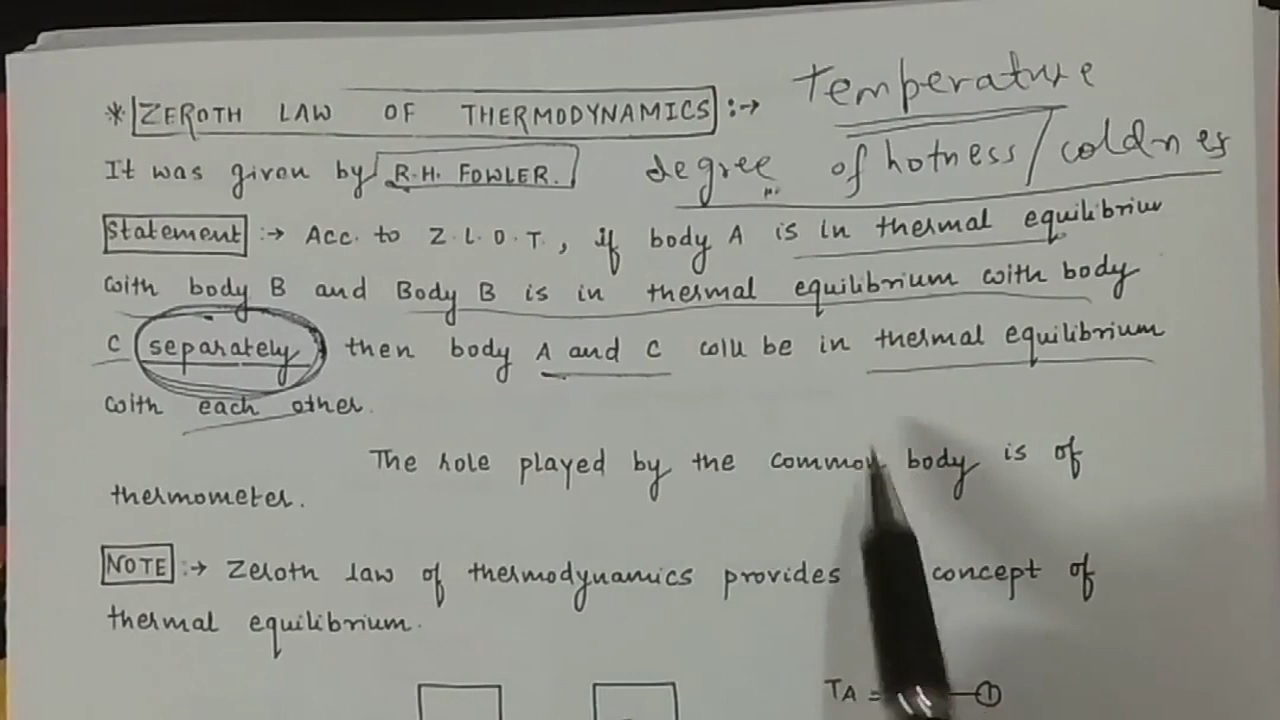 * ZEROTH LAW OF THERMODYNAMICS :→ Temperature
It was given by R.H. FOWLER. degree of hotness / coldness
Statement :→ Acc. to Z.L.O.T., if body A is in thermal equilibrium
with body B and Body B is in thermal equilibrium with body
C separately then body A and C will be in thermal equilibrium
with each other.
The role played by the common body is of
thermometer.
NOTE :→ Zeroth law of thermodynamics provides concept of
thermal equilibrium.
TA = ①